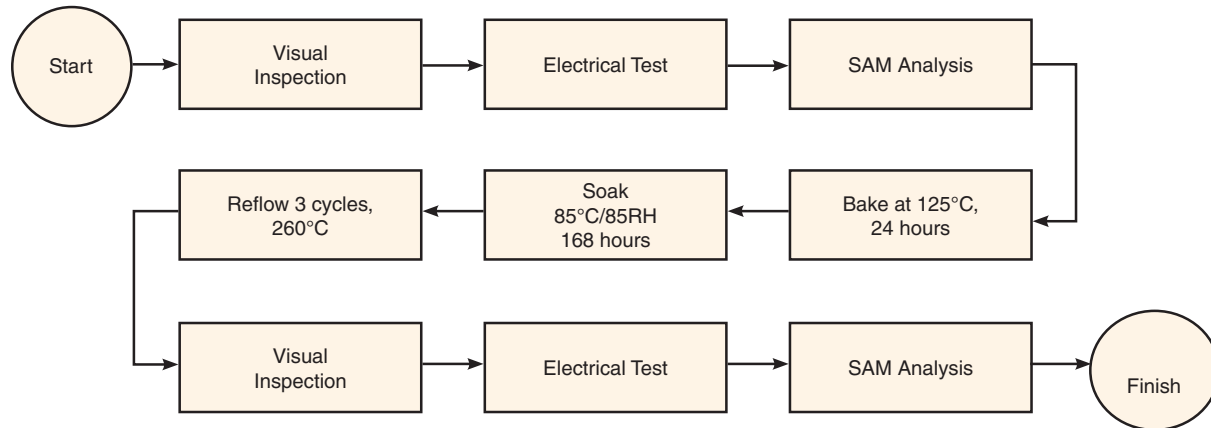 Start
Visual
Inspection
Electrical Test
SAM Analysis
Bake at 125°C,
24 hours
Soak
85°C/85RH
168 hours
Reflow 3 cycles,
260°C
Visual
Inspection
Electrical Test
SAM Analysis
Finish